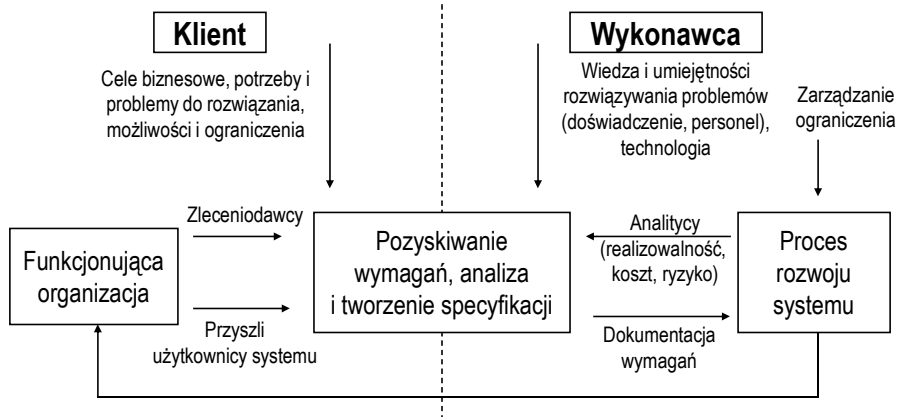 Klient
Wykonawca
Cele biznesowe, potrzeby i
problemy do rozwiązania,
możliwości i ograniczenia
Wiedza i umiejętności
rozwiązywania problemów
(doświadczenie, personel),
technologia
Zarządzanie
ograniczenia
Zleceniodawcy
Funkcjonująca
organizacja
Przyszli
użytkownicy systemu
Pozyskiwanie
wymagań, analiza
i tworzenie specyfikacji
Analitycy
(realizowalność,
koszt, ryzyko)
Dokumentacja
wymagań
Proces
rozwoju
systemu